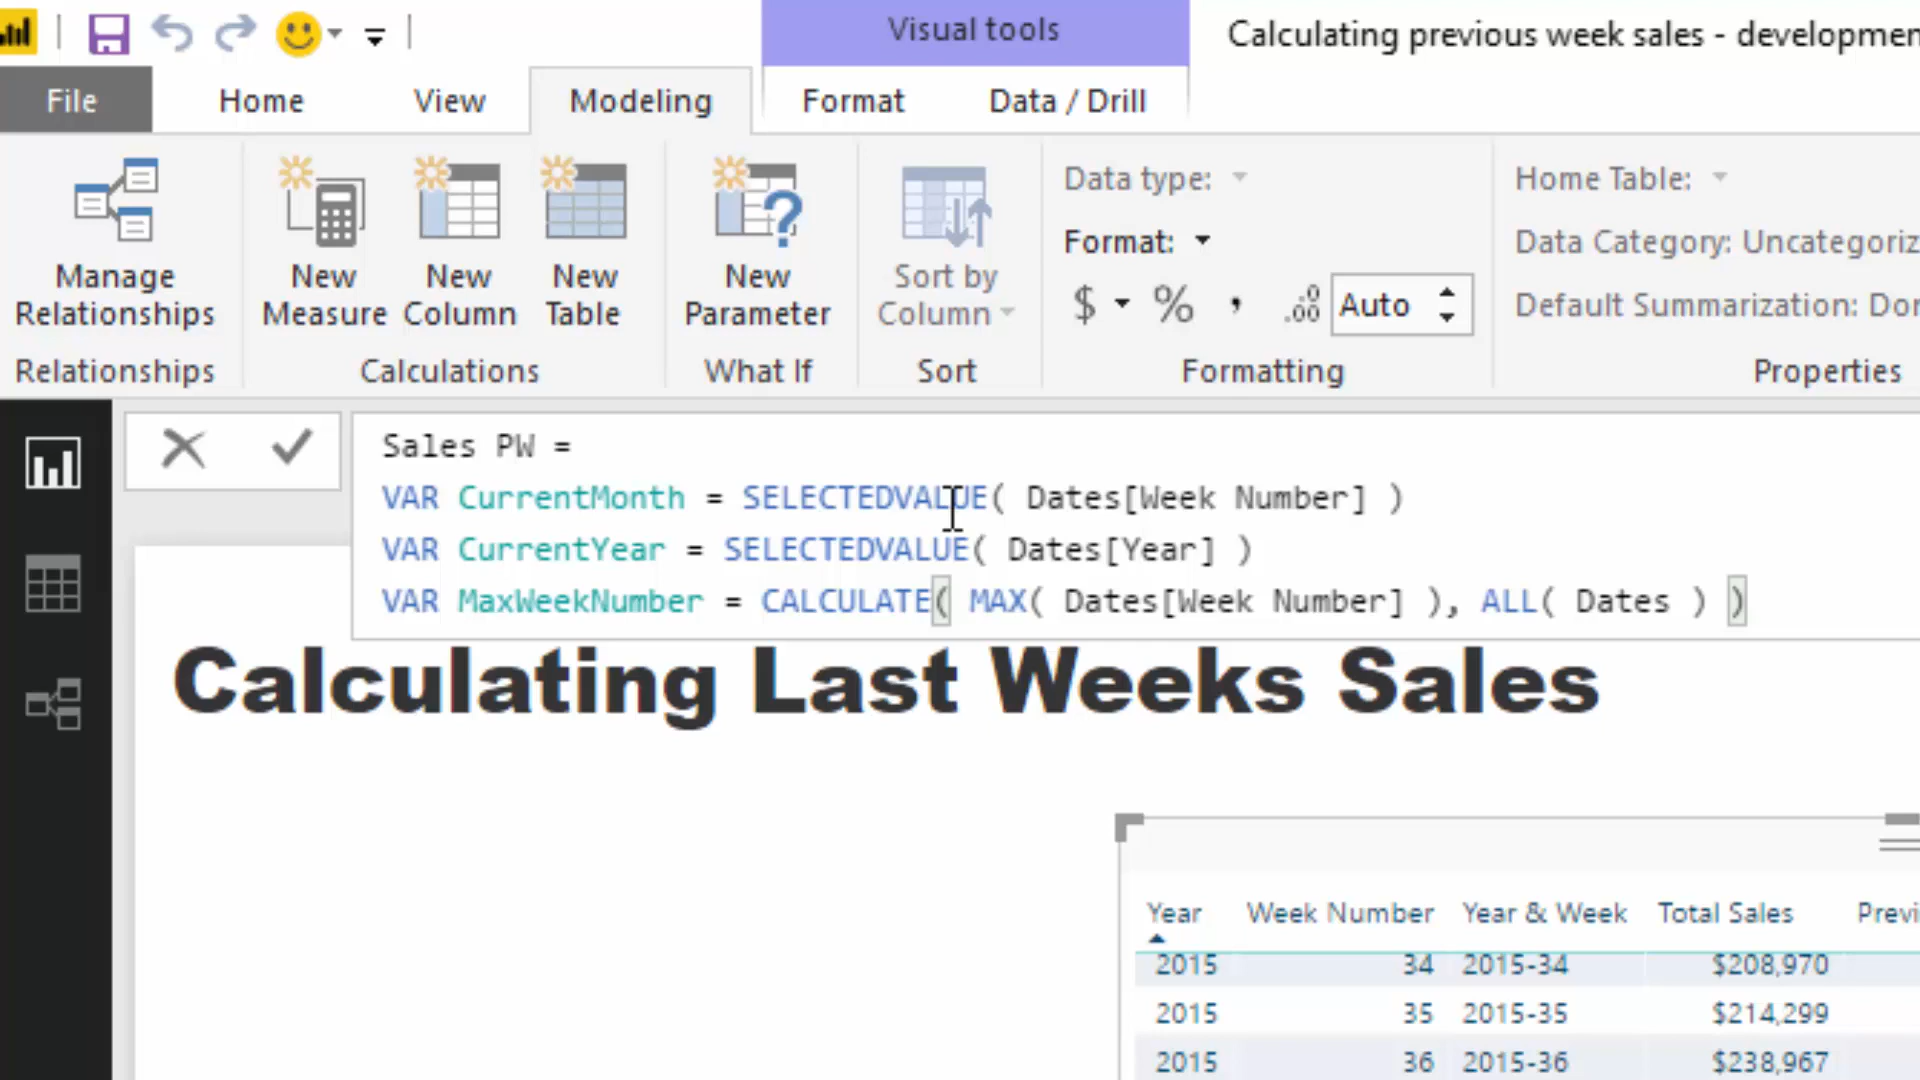 Visual tools
Calculating previous week sales - developmen
File
Home
View
Modeling
Format
Data / Drill
Manage
Relationships
New
Measure
New
Column
New
Table
New
Parameter
Sort by
Column
Data type:
Format:
$ % , .00 Auto
Home Table:
Data Category: Uncategoriz
Default Summarization: Don
Relationships
Calculations
What If
Sort
Formatting
Properties
Sales PW =
VAR CurrentMonth = SELECTEDVALUE( Dates[Week Number] )
VAR CurrentYear = SELECTEDVALUE( Dates[Year] )
VAR MaxWeekNumber = CALCULATE( MAX( Dates[Week Number] ), ALL( Dates ) )
Calculating Last Weeks Sales
Year Week Number Year & Week Total Sales Previ
2015 34 2015-34 $208,970
2015 35 2015-35 $214,299
2015 36 2015-36 $238,967